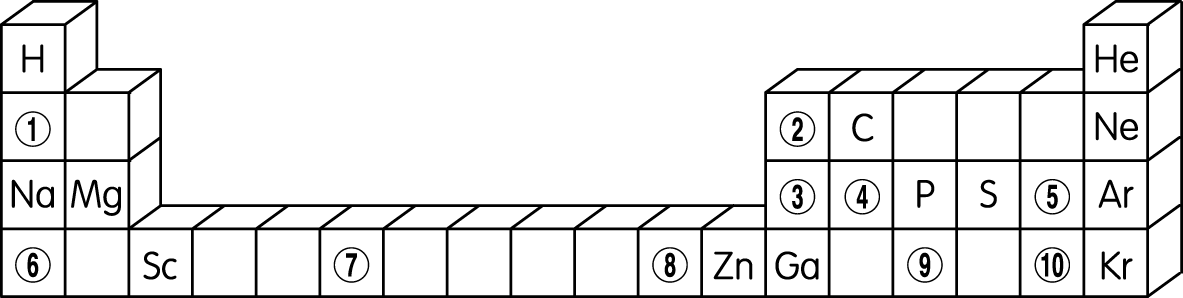 H He
① ② C Ne
Na Mg ③ ④ P S ⑤ Ar
⑥ Sc ⑦ ⑧ Zn Ga ⑨ ⑩ Kr